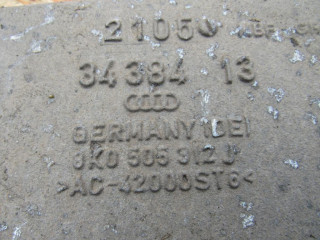 2105
34384 13
GERMANY (DE)
8K0 505 312 J
>AC-42000ST6<